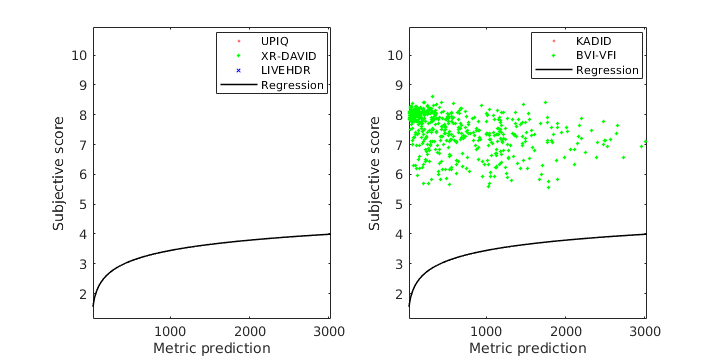 10
9
8
7
6
5
4
3
2
1000
2000
3000
Subjective score
Metric prediction
UPIQ
XR-DAVID
LIVEHDR
Regression
10
9
8
7
6
5
4
3
2
1000
2000
3000
Subjective score
Metric prediction
KADID
BVI-VFI
Regression